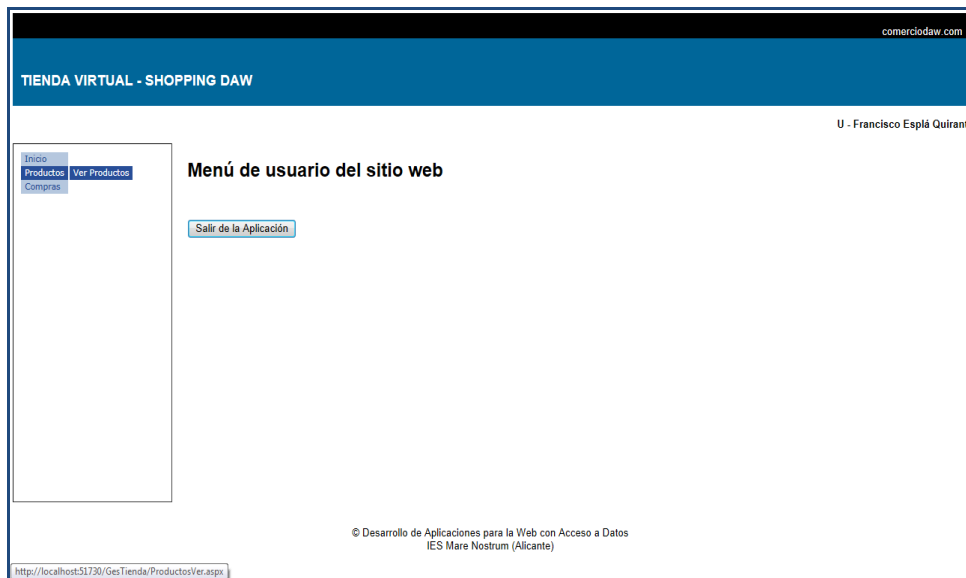 comerciodaw.com
TIENDA VIRTUAL - SHOPPING DAW
U - Francisco Esplá Quirant
Inicio
Productos Ver Productos
Compras
Menú de usuario del sitio web
Salir de la Aplicación
© Desarrollo de Aplicaciones para la Web con Acceso a Datos
IES Mare Nostrum (Alicante)
http://localhost:51730/GesTienda/ProductosVer.aspx